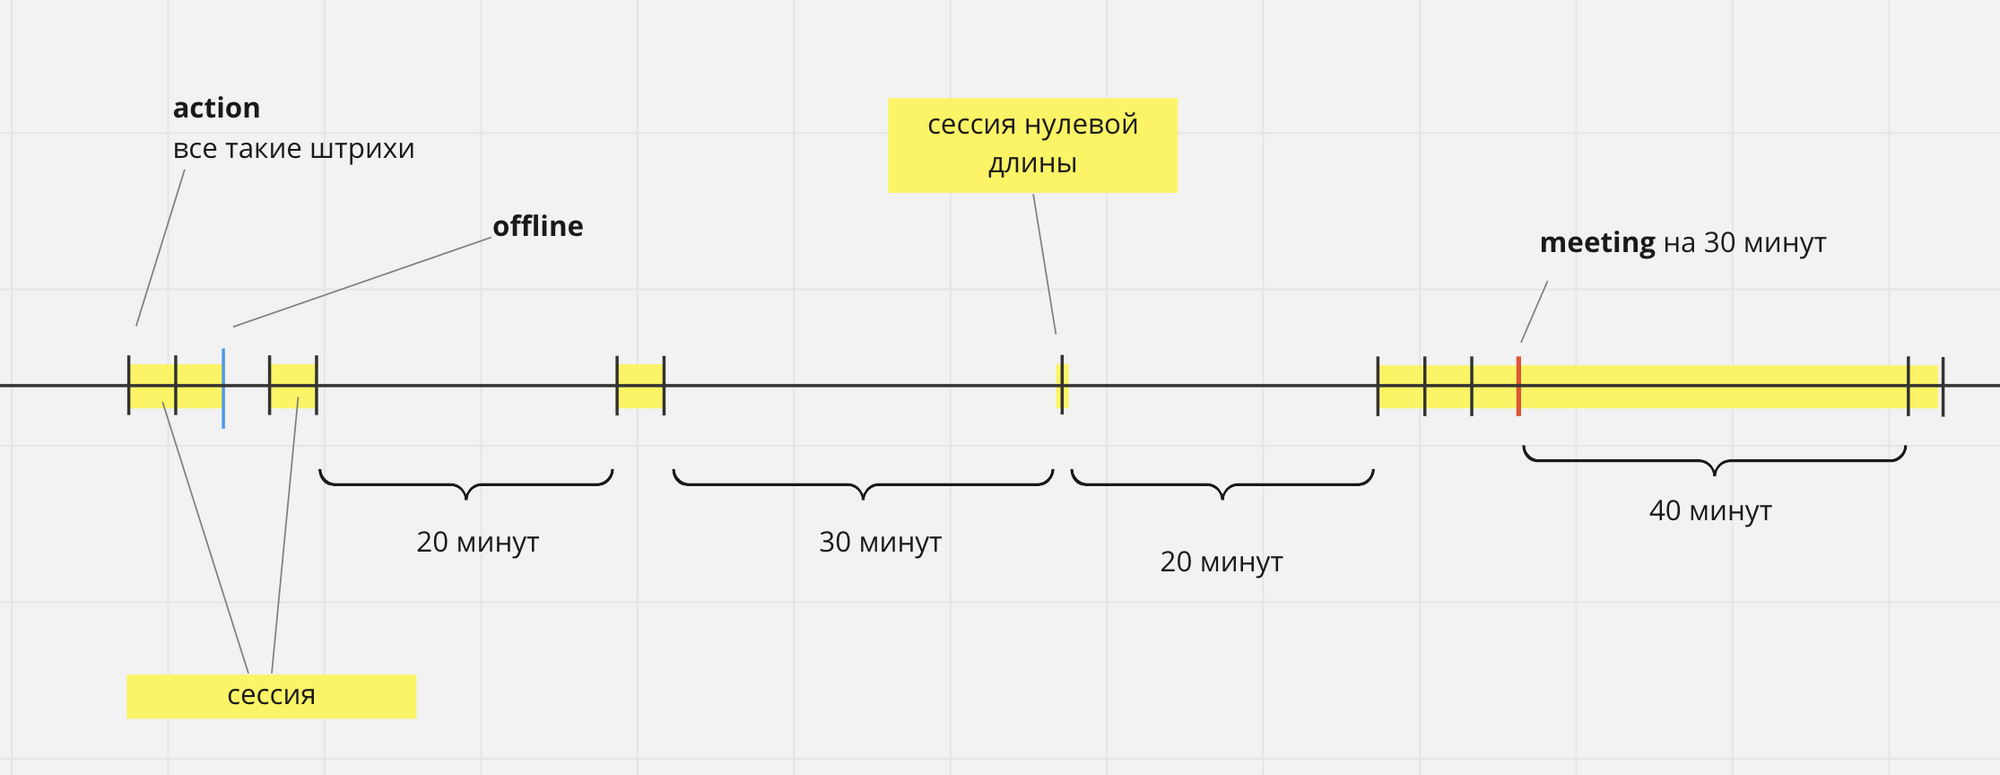 action
все такие штрихи
offline
сессия нулевой
длины
meeting на 30 минут
20 минут
30 минут
20 минут
40 минут
сессия